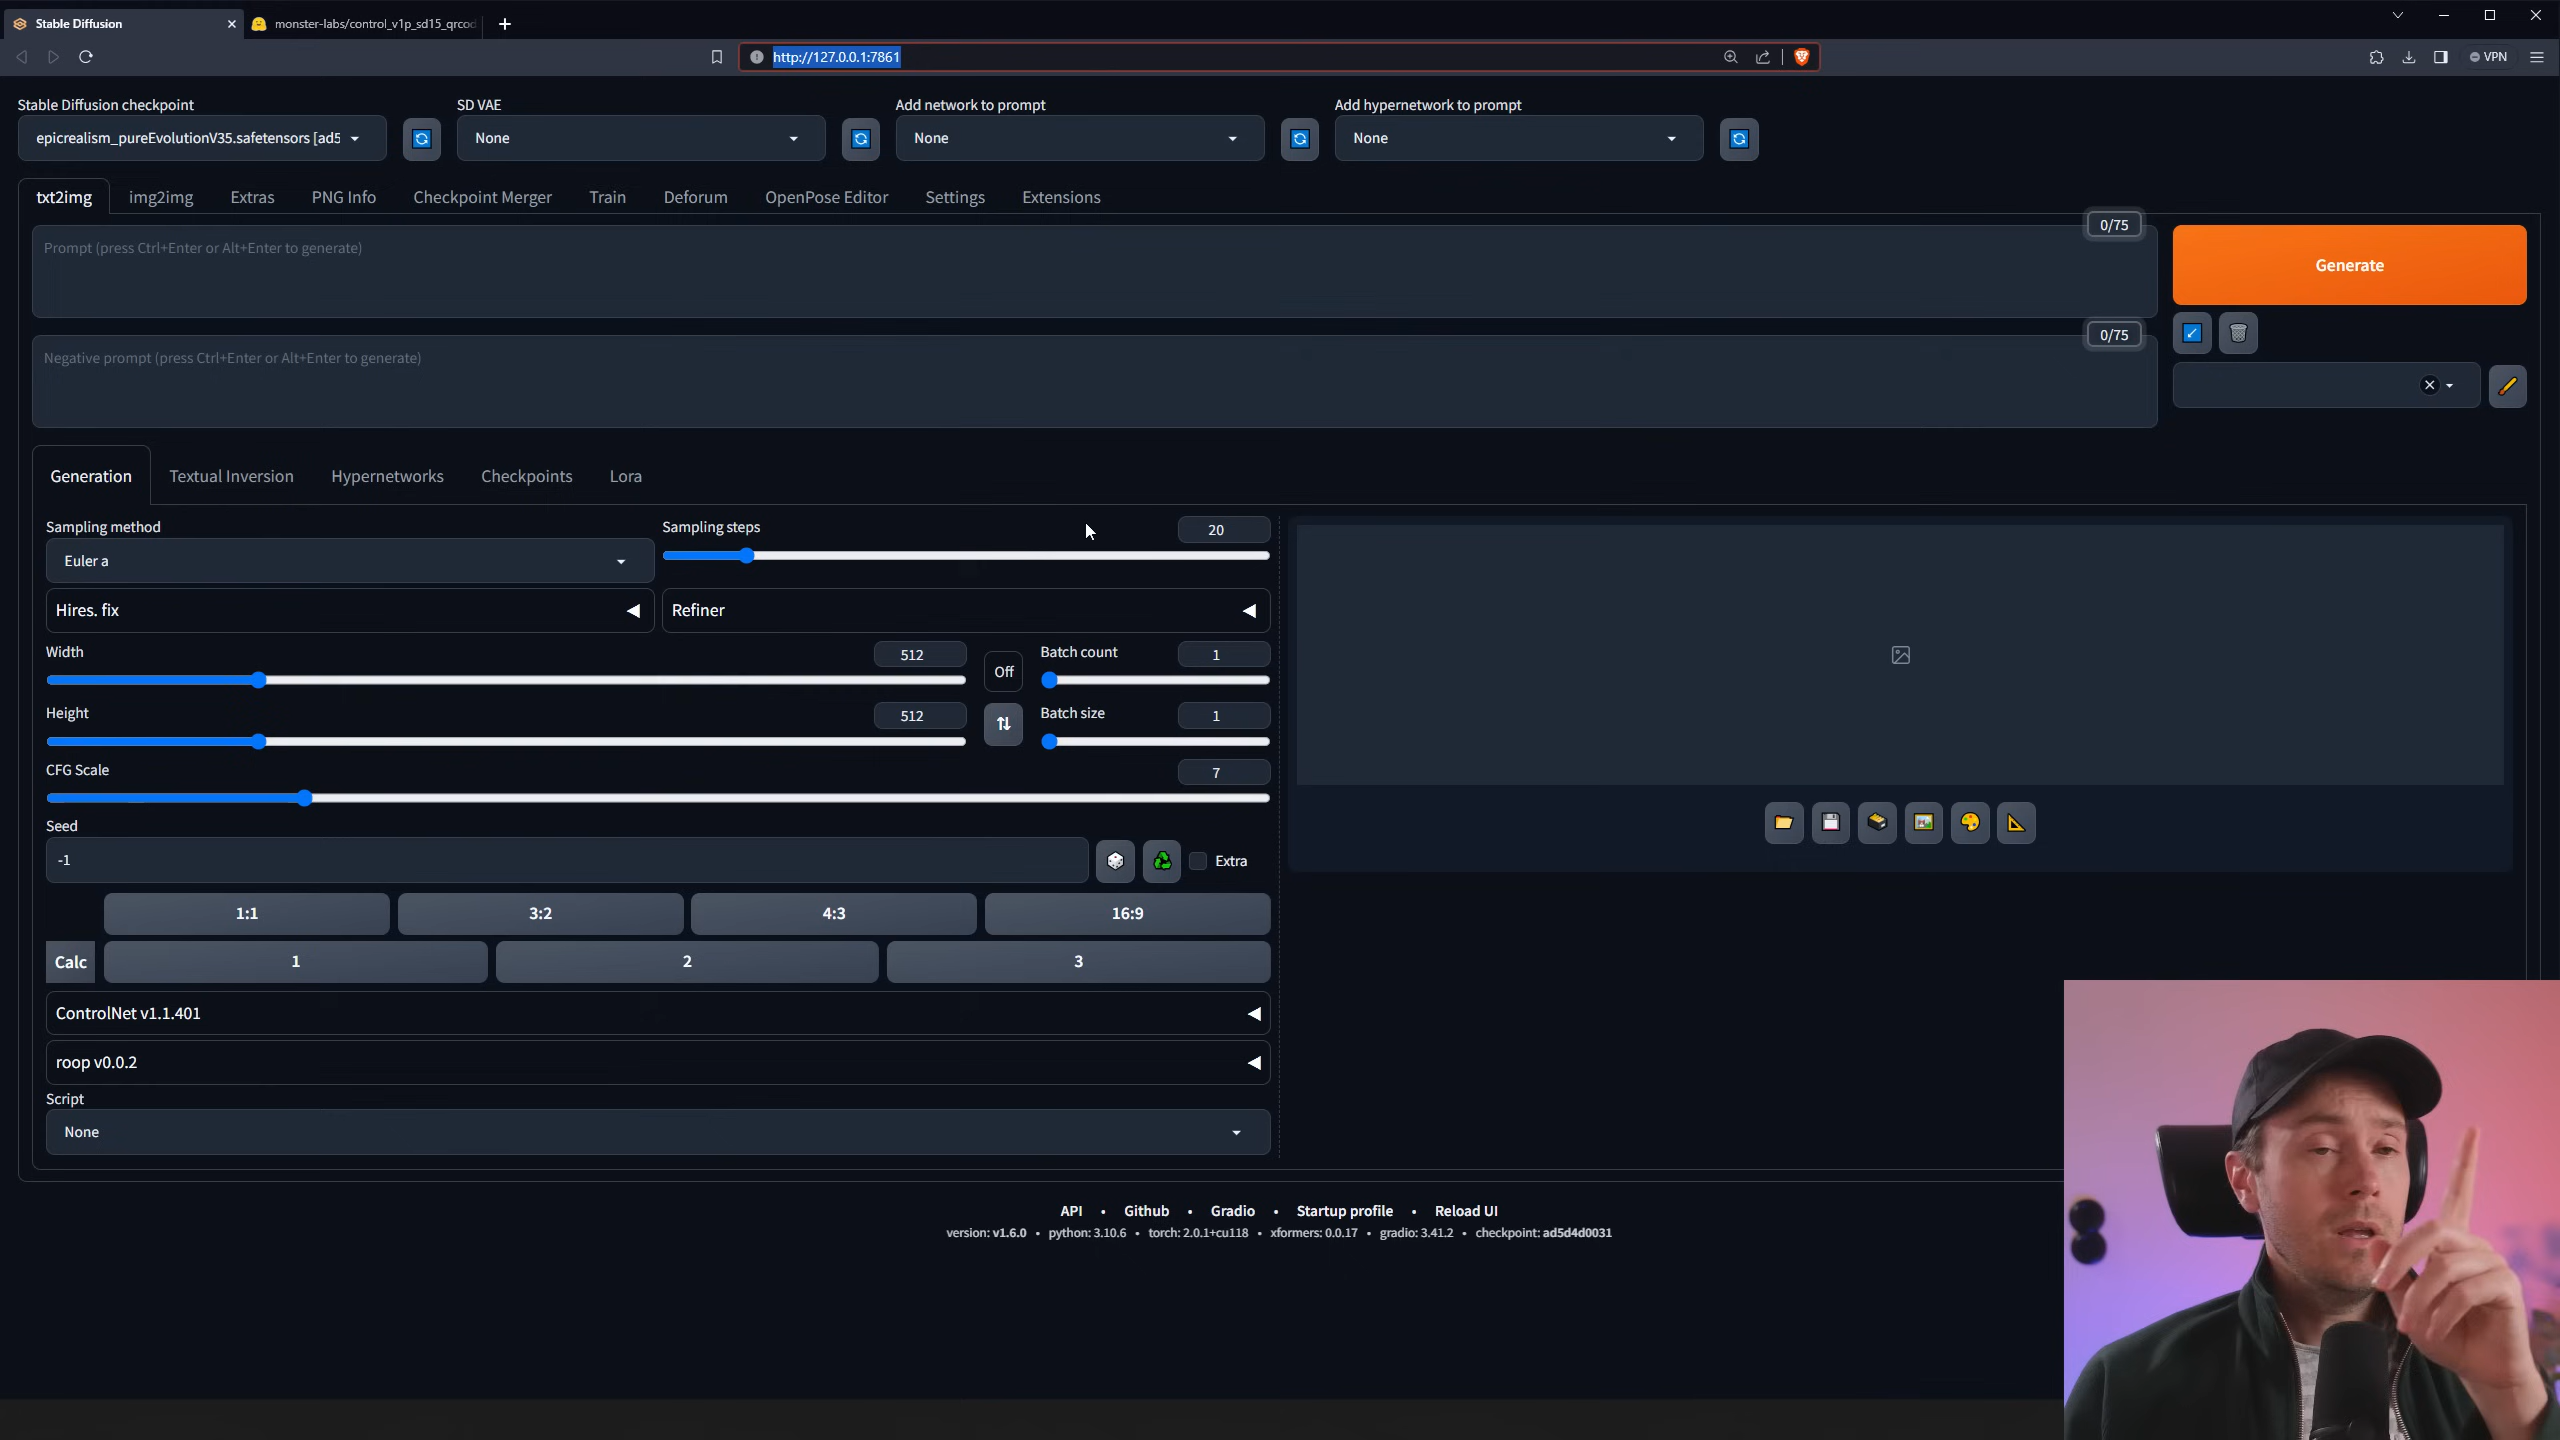 Stable Diffusion
monster-labs/control_v1p_sd15_qrcod
http://127.0.0.1:7861
VPN
Stable Diffusion checkpoint
SD VAE
Add network to prompt
Add hypernetwork to prompt
epicrealism_pureEvolutionV35.safetensors [ad5
None
None
None
txt2img
img2img
Extras
PNG Info
Checkpoint Merger
Train
Deforum
OpenPose Editor
Settings
Extensions
0/75
Prompt (press Ctrl+Enter or Alt+Enter to generate)
Generate
0/75
Negative prompt (press Ctrl+Enter or Alt+Enter to generate)
Generation
Textual Inversion
Hypernetworks
Checkpoints
Lora
Sampling method
Sampling steps
20
Euler a
Hires. fix
Refiner
Width
512
Off
Batch count
1
Height
512
Batch size
1
CFG Scale
7
Seed
-1
Extra
1:1
3:2
4:3
16:9
Calc
1
2
3
ControlNet v1.1.401
roop v0.0.2
Script
None
API • Github • Gradio • Startup profile • Reload UI
version: v1.6.0 • python: 3.10.6 • torch: 2.0.1+cu118 • xformers: 0.0.17 • gradio: 3.41.2 • checkpoint: ad5d4d0031